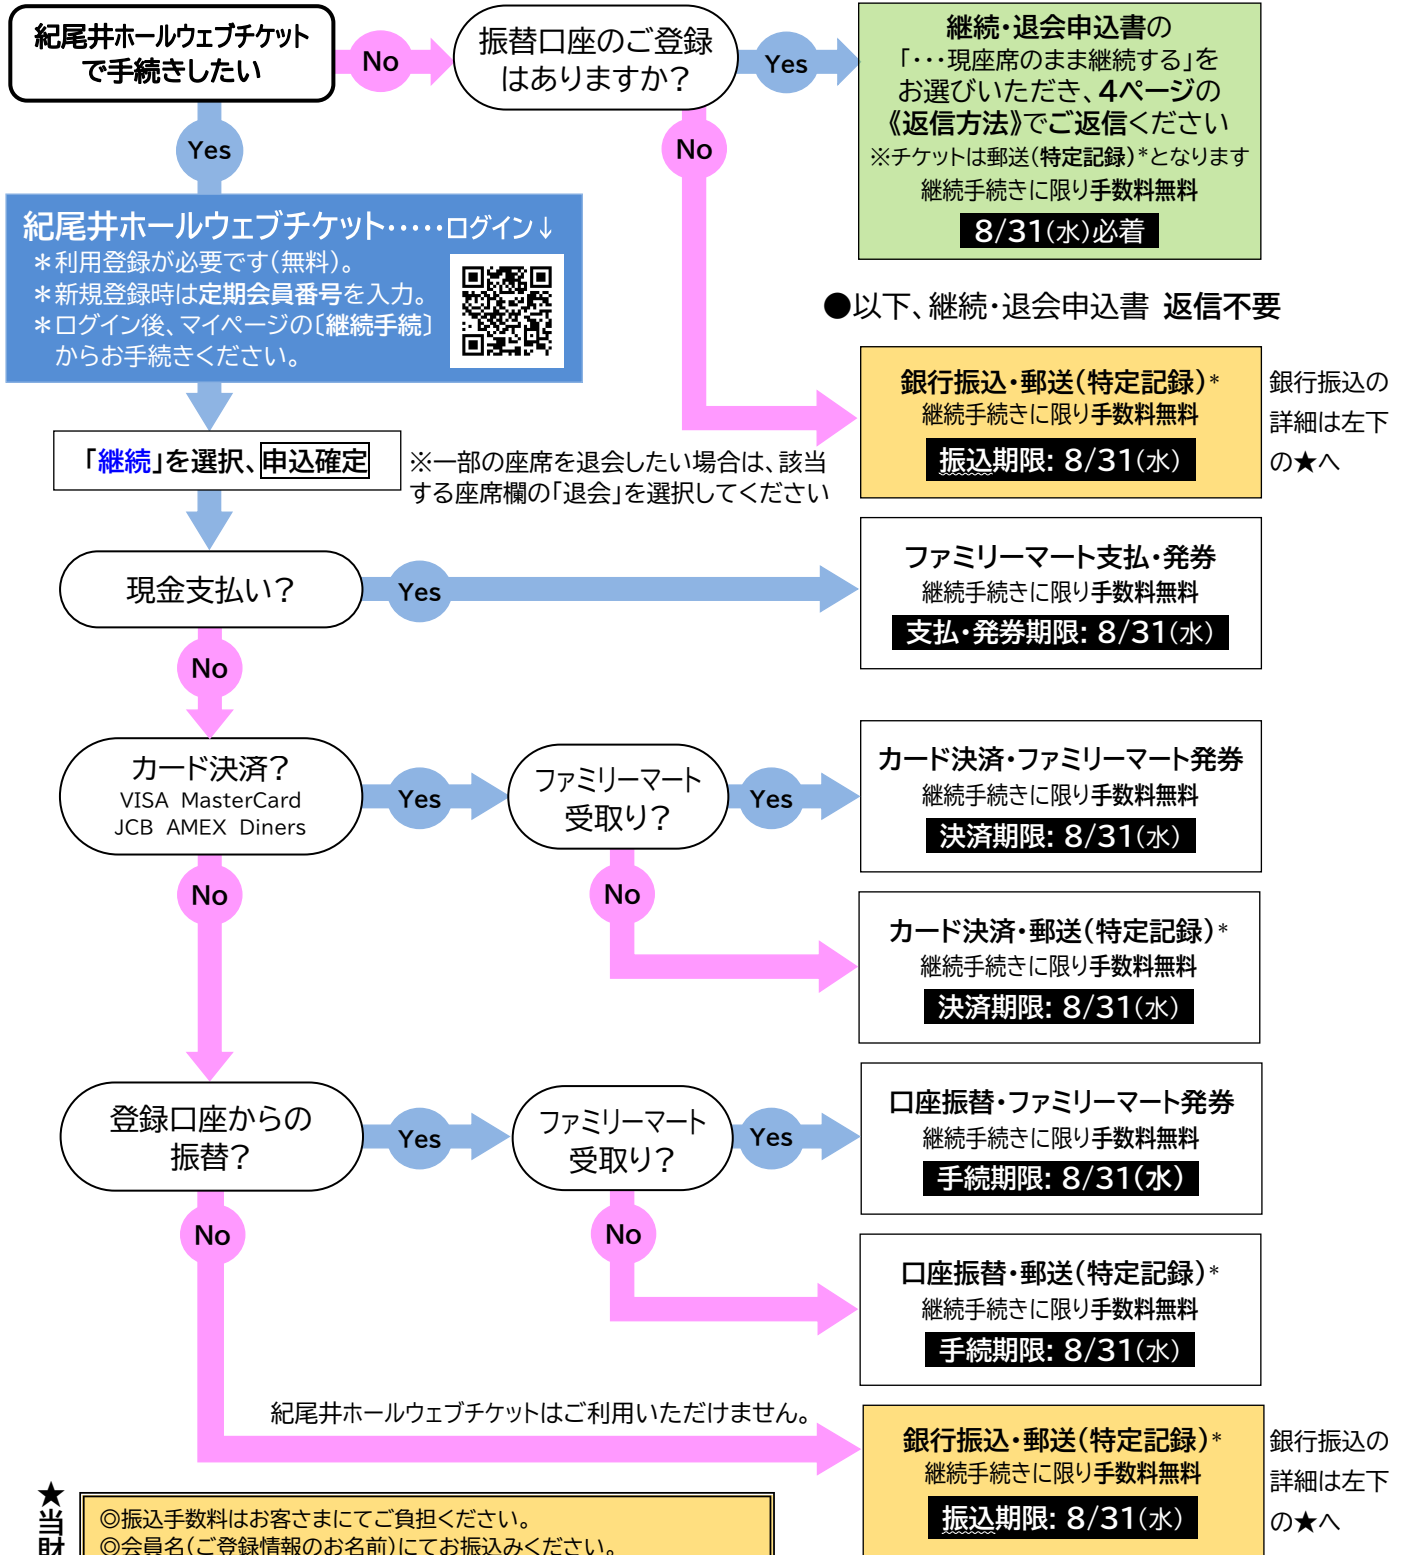 紀尾井ホールウェブチケット
で手続きしたい
No
振替口座のご登録
はありますか？
Yes
継続・退会申込書の
「・・・現座席のまま継続する」を
お選びいただき、4ページの
《返信方法》でご返信ください
※チケットは郵送（特定記録）*となります
継続手続きに限り手数料無料
8/31（水）必着
Yes
No
紀尾井ホールウェブチケット・・・・・ログイン↓
＊利用登録が必要です（無料）。
＊新規登録時は定期会員番号を入力。
＊ログイン後、マイページの〔継続手続〕
からお手続きください。
●以下、継続・退会申込書 返信不要
銀行振込・郵送（特定記録）*
継続手続きに限り手数料無料
振込期限: 8/31（水）
銀行振込の
詳細は左下
の★へ
「継続」を選択、申込確定
※一部の座席を退会したい場合は、該当
する座席欄の「退会」を選択してください
現金支払い？
Yes
ファミリーマート支払・発券
継続手続きに限り手数料無料
支払・発券期限: 8/31（水）
No
カード決済？
VISA MasterCard
JCB AMEX Diners
Yes
ファミリーマート
受取り？
Yes
カード決済・ファミリーマート発券
継続手続きに限り手数料無料
決済期限: 8/31（水）
No
No
カード決済・郵送（特定記録）*
継続手続きに限り手数料無料
決済期限: 8/31（水）
登録口座からの
振替？
Yes
ファミリーマート
受取り？
Yes
口座振替・ファミリーマート発券
継続手続きに限り手数料無料
手続期限: 8/31（水）
No
No
口座振替・郵送（特定記録）*
継続手続きに限り手数料無料
手続期限: 8/31（水）
紀尾井ホールウェブチケットはご利用いただけません。
銀行振込・郵送（特定記録）*
継続手続きに限り手数料無料
振込期限: 8/31（水）
銀行振込の
詳細は左下
の★へ
★当財
◎振込手数料はお客さまにてご負担ください。
◎会員名（ご登録情報のお名前）にてお振込みください。